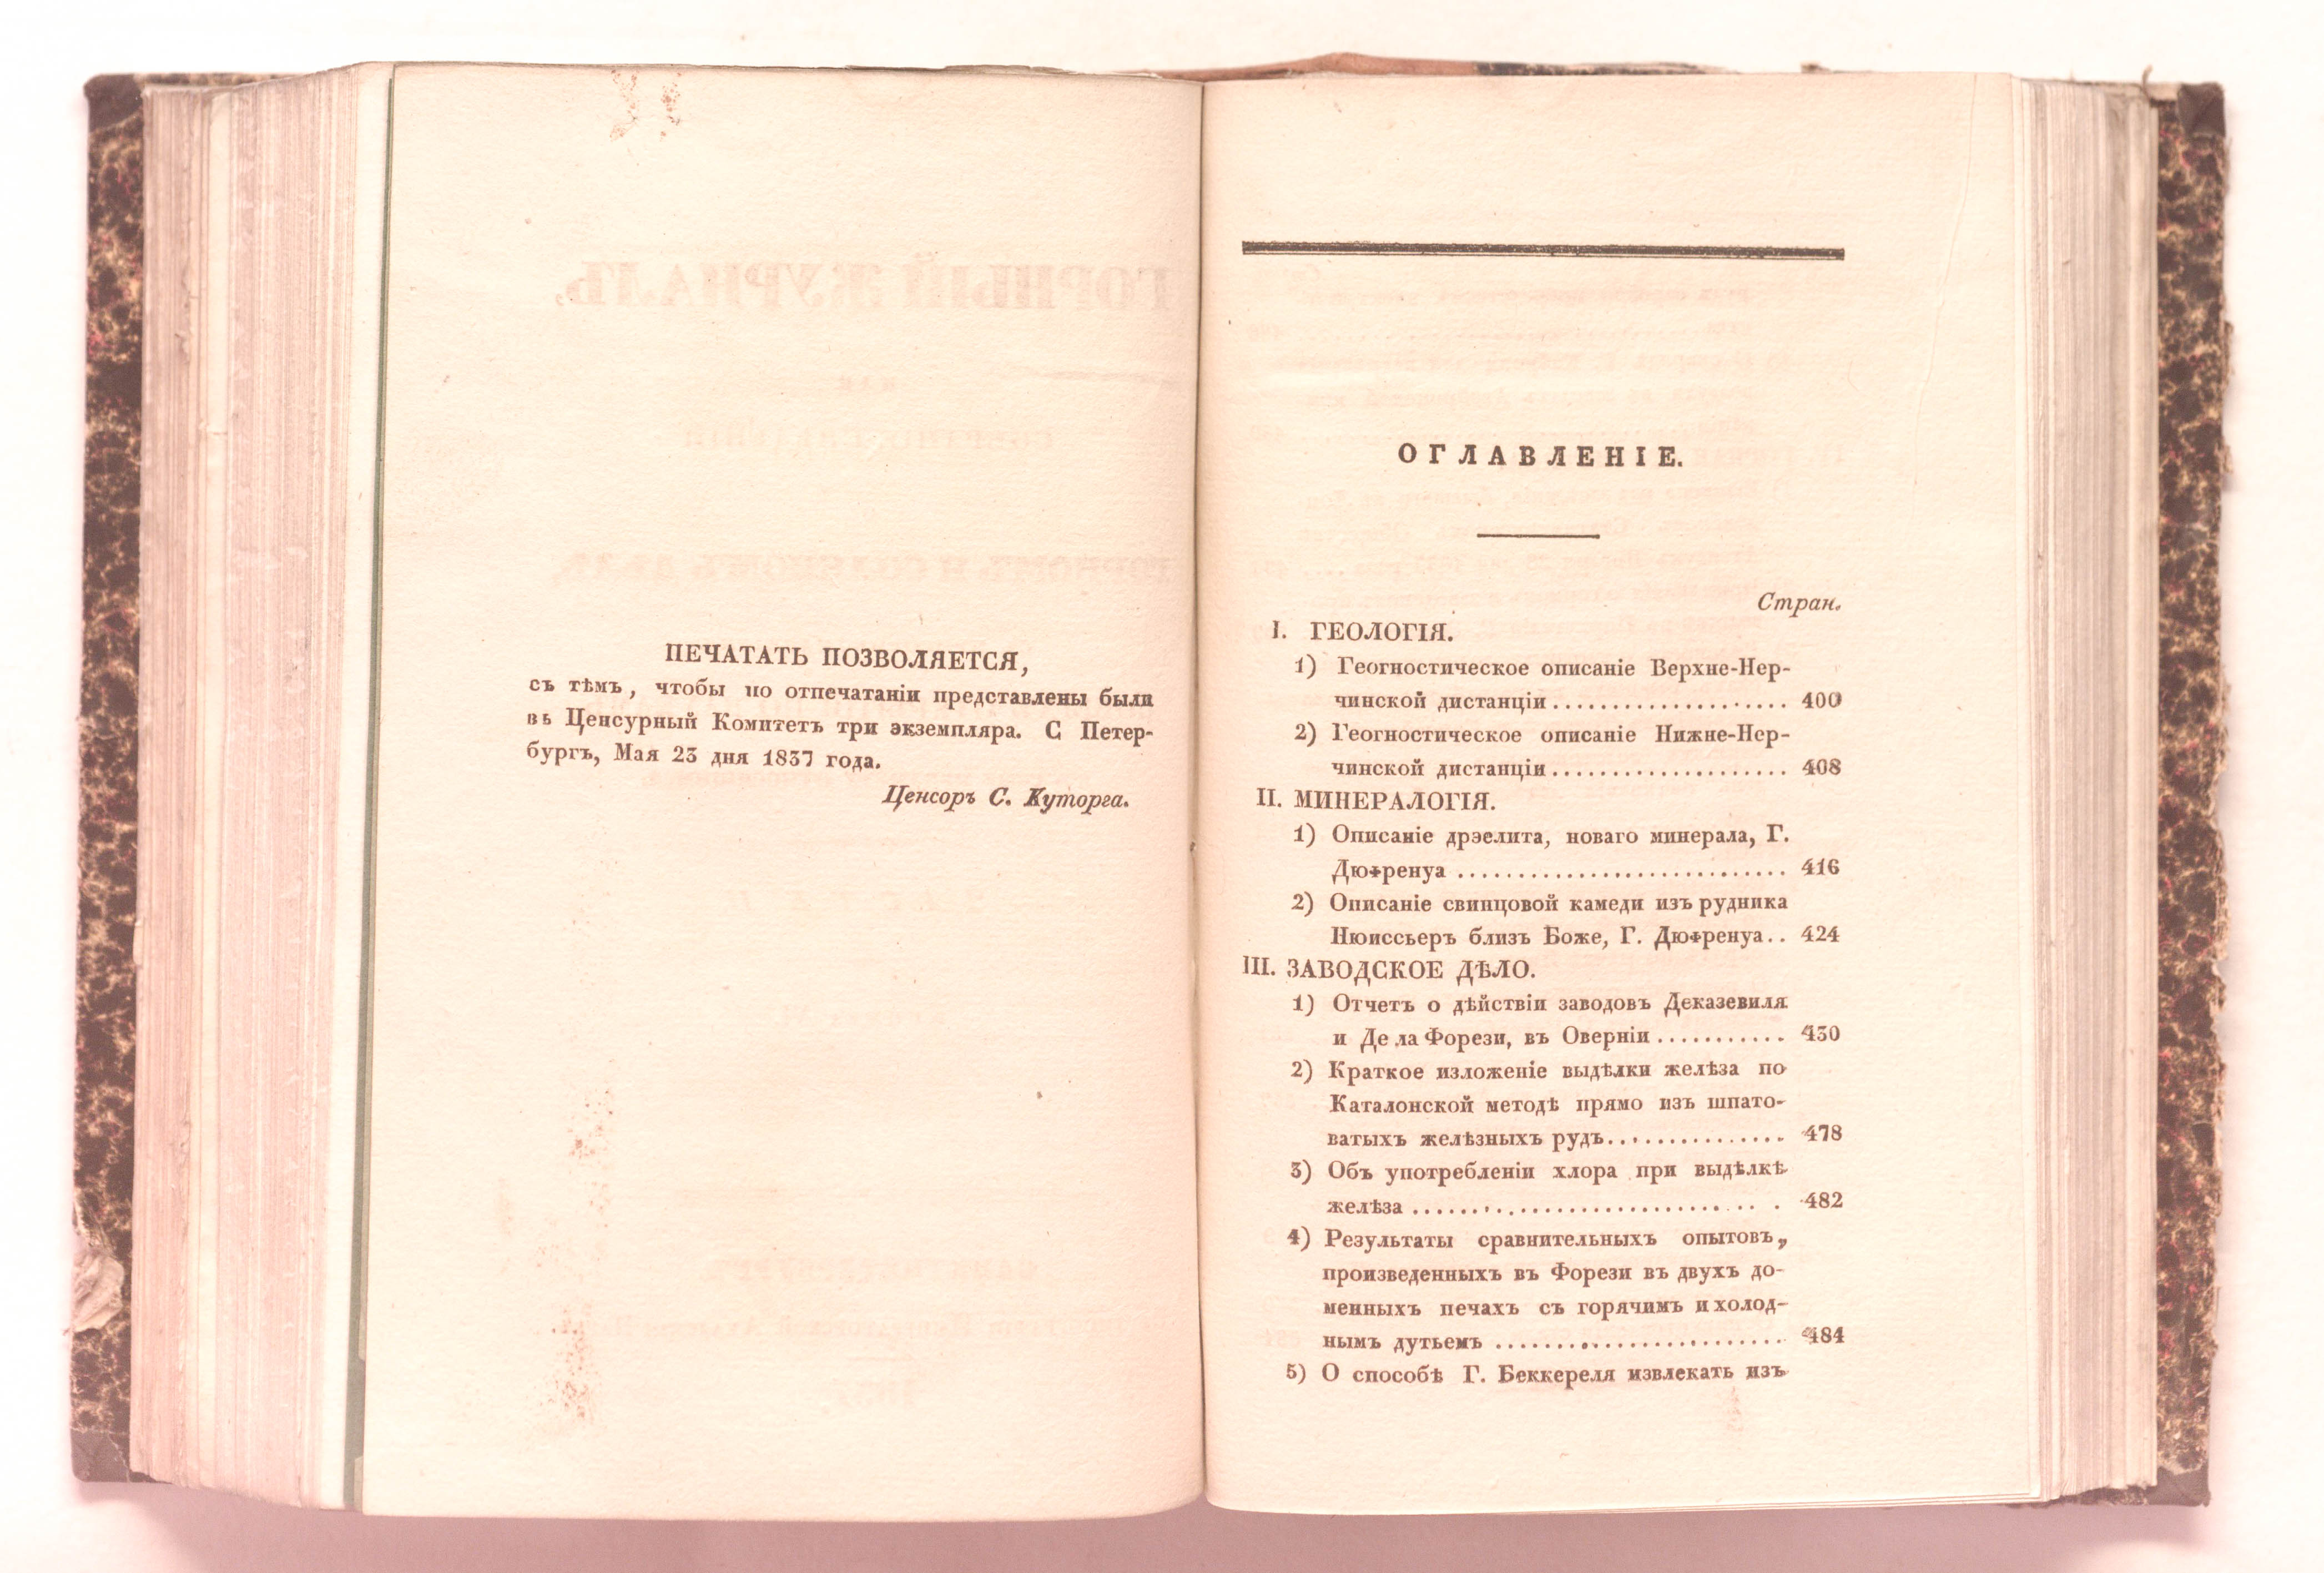 ПЕЧАТАТЬ ПОЗВОЛЯЕТСЯ,
съ тѣмъ, чтобы по отпечатаніи представлены были
въ Ценсурный Комитетъ три экземпляра. С Петер-
бургъ, Мая 23 дня 1837 года.
Ценсоръ С. Куторга.
ОГЛАВЛЕНІЕ.
Стран.
I. ГЕОЛОГІЯ.
1) Геогностическое описаніе Верхне-Нер-
чинской дистанціи.................... 400
2) Геогностическое описаніе Нижне-Нер-
чинской дистанціи.................... 408
II. МИНЕРАЛОГІЯ.
1) Описаніе дрэелита, новаго минерала, Г.
Дюфренуа ........................... 416
2) Описаніе свинцовой камеди изъ рудника
Нюиссьеръ близъ Боже, Г. Дюфренуа.. 424
III. ЗАВОДСКОЕ ДѢЛО.
1) Отчетъ о дѣйствіи заводовъ Деказевиля
и Де ла Форези, въ Оверніи ........... 430
2) Краткое изложеніе выдѣлки желѣза по
Каталонской методѣ прямо изъ шпато-
ватыхъ желѣзныхъ рудъ............... 478
3) Объ употребленіи хлора при выдѣлкѣ
желѣза .............................. 482
4) Результаты сравнительныхъ опытовъ,
произведенныхъ въ Форези въ двухъ до-
менныхъ печахъ съ горячимъ и холод-
нымъ дутьемъ ........................ 484
5) О способѣ Г. Беккереля извлекать изъ